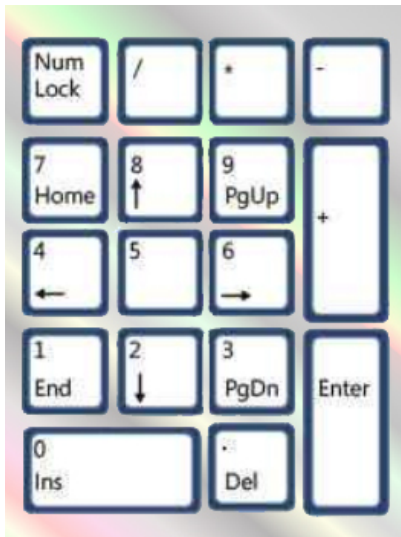 Num Lock / * -
7 Home 8 ↑ 9 PgUp +
4 ← 5 6 →
1 End 2 ↓ 3 PgDn Enter
0 Ins . Del